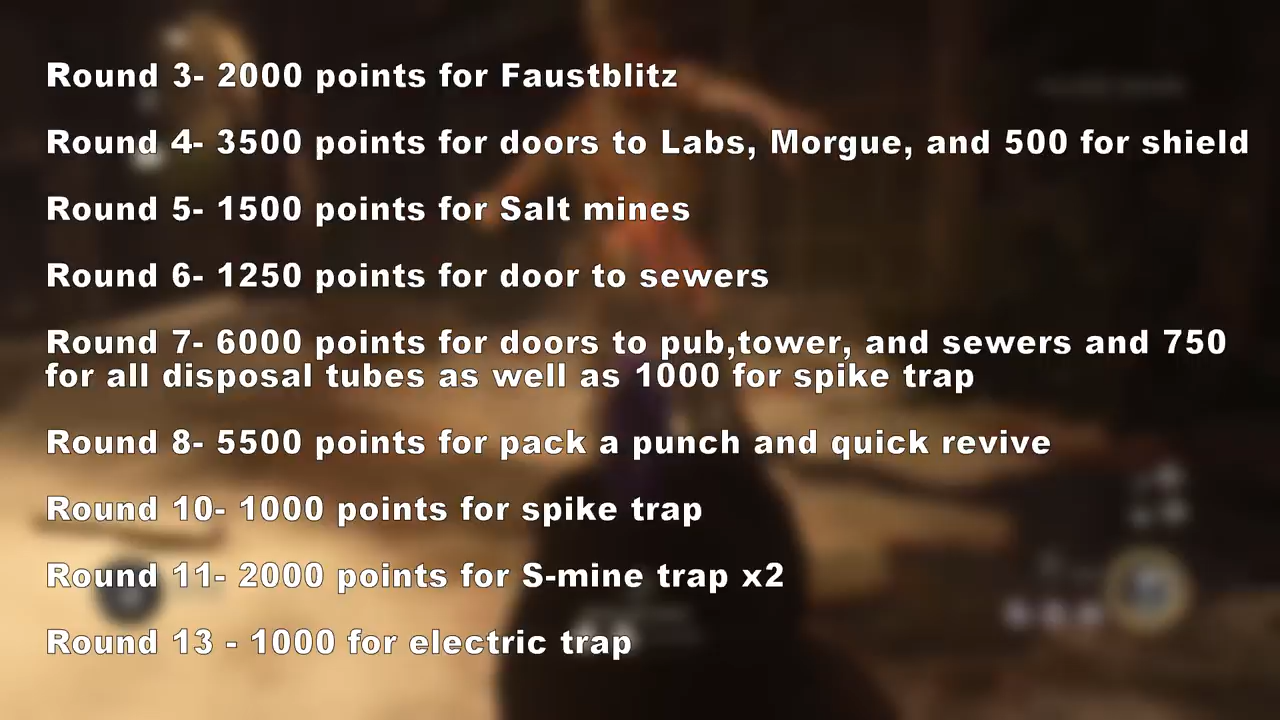 Round 3- 2000 points for Faustblitz
Round 4- 3500 points for doors to Labs, Morgue, and 500 for shield
Round 5- 1500 points for Salt mines
Round 6- 1250 points for door to sewers
Round 7- 6000 points for doors to pub,tower, and sewers and 750
for all disposal tubes as well as 1000 for spike trap
Round 8- 5500 points for pack a punch and quick revive
Round 10- 1000 points for spike trap
Round 11- 2000 points for S-mine trap x2
Round 13 - 1000 for electric trap